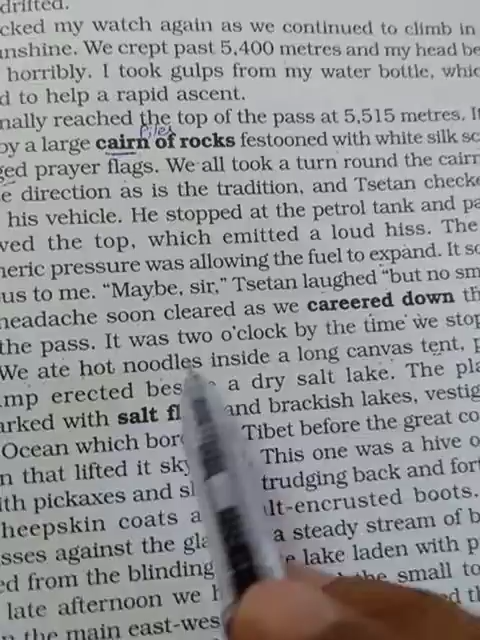 drifted.
cked my watch again as we continued to climb in
unshine. We crept past 5,400 metres and my head be
horribly. I took gulps from my water bottle, whic
d to help a rapid ascent.
nally reached the top of the pass at 5,515 metres. It
Piles
by a large cairn of rocks festooned with white silk sc
ged prayer flags. We all took a turn round the cairn
e direction as is the tradition, and Tsetan checke
his vehicle. He stopped at the petrol tank and pa
wed the top, which emitted a loud hiss. The
heric pressure was allowing the fuel to expand. It so
us to me. “Maybe, sir,” Tsetan laughed “but no sm
headache soon cleared as we careered down th
the pass. It was two o’clock by the time we stop
We ate hot noodles inside a long canvas tent, p
mp erected bes a dry salt lake. The pla
arked with salt fl and brackish lakes, vestig
Ocean which bor Tibet before the great co
n that lifted it sky This one was a hive o
ith pickaxes and sl trudging back and fort
heepskin coats a lt-encrusted boots.
sses against the gla a steady stream of b
ed from the blinding e lake laden with p
late afternoon we h the small to
n the main east-wes